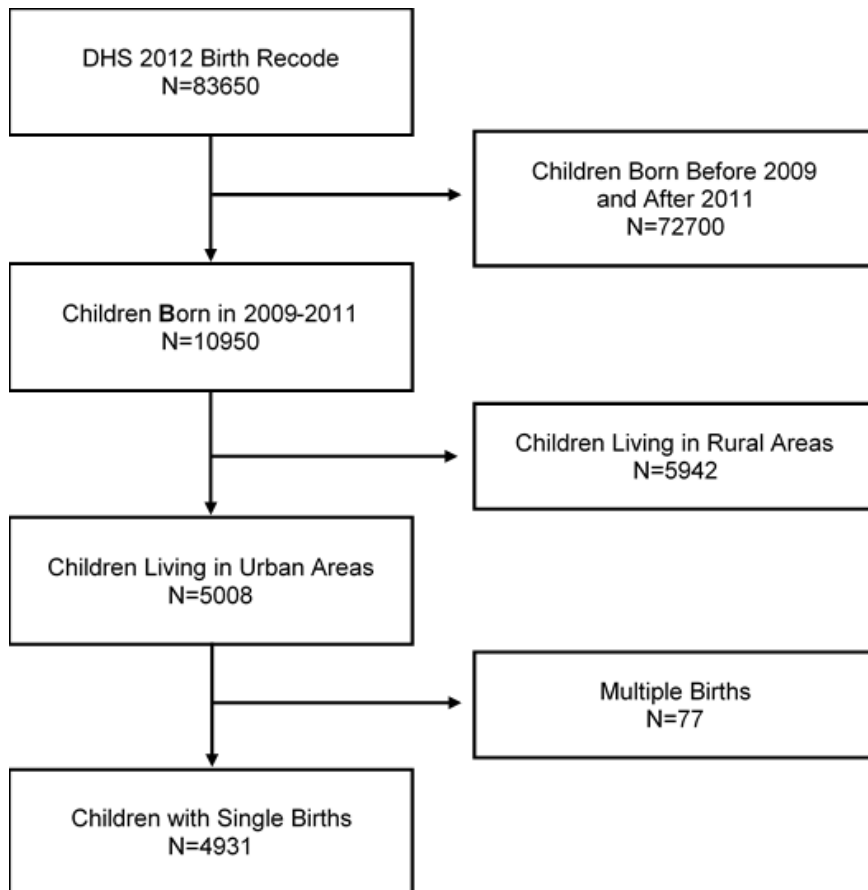 DHS 2012 Birth Recode
N=83650
Children Born Before 2009
and After 2011
N=72700
Children Born in 2009-2011
N=10950
Children Living in Rural Areas
N=5942
Children Living in Urban Areas
N=5008
Multiple Births
N=77
Children with Single Births
N=4931